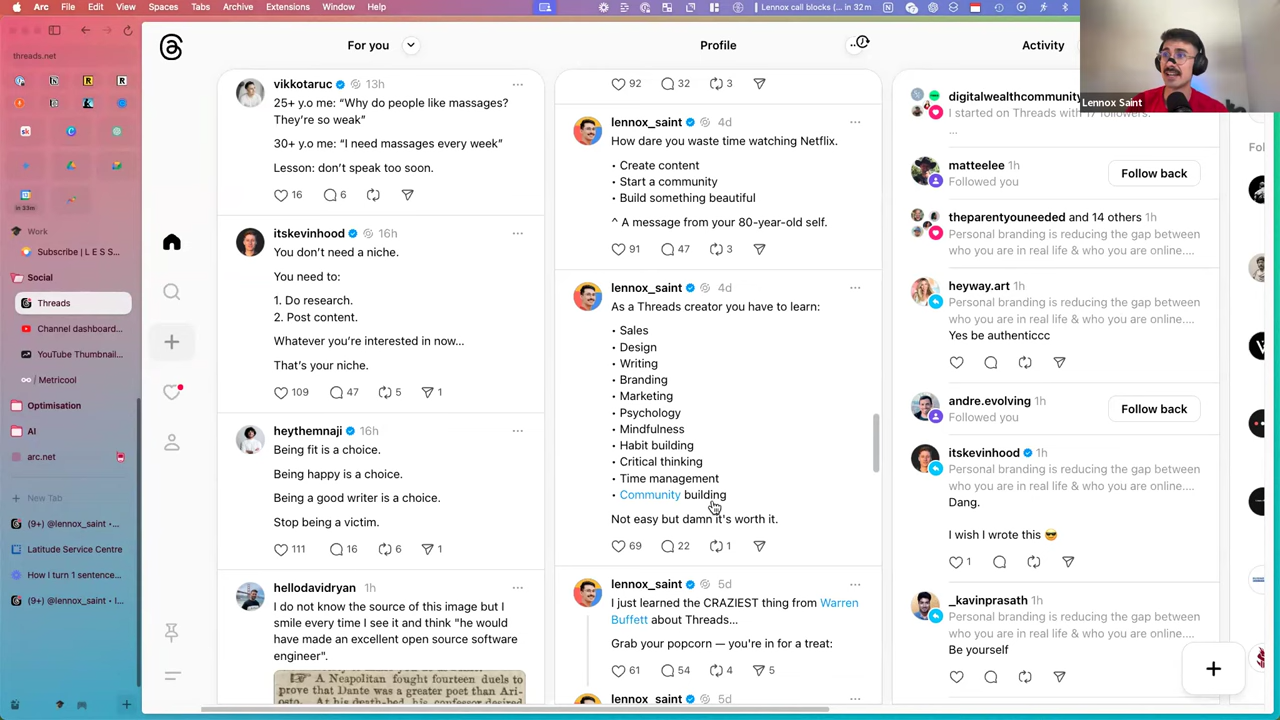 Arc File Edit View Spaces Tabs Archive Extensions Window Help
Lennox call blocks [... in 32m
threads.net
in 33m
Work
Subscribe | L E S S...
Social
Threads
Channel dashboard...
YouTube Thumbnail...
/ Metricool
Optimisation
AI
arc.net
New Tab
(9+) @lennox_saint •...
Latitude Service Centre
How I turn 1 sentence...
(9+) @lennox_saint • I...
For you
vikkotaruc 13h
25+ y.o me: “Why do people like massages?
They’re so weak”
30+ y.o me: “I need massages every week”
Lesson: don’t speak too soon.
16 6
itskevinhood 16h
You don’t need a niche.
You need to:
1. Do research.
2. Post content.
Whatever you’re interested in now...
That’s your niche.
109 47 5 1
heythemnaji 16h
Being fit is a choice.
Being happy is a choice.
Being a good writer is a choice.
Stop being a victim.
111 16 6 1
hellodavidryan 1h
I do not know the source of this image but I
smile every time I see it and think "he would
have made an excellent open source software
engineer".
A Neapolitan fought fourteen duels to
prove that Dante was a greater poet than Ari-
Profile
92 32 3
lennox_saint 4d
How dare you waste time watching Netflix.
• Create content
• Start a community
• Build something beautiful
^ A message from your 80-year-old self.
91 47 3
lennox_saint 4d
As a Threads creator you have to learn:
• Sales
• Design
• Writing
• Branding
• Marketing
• Psychology
• Mindfulness
• Habit building
• Critical thinking
• Time management
• Community building
Not easy but damn it's worth it.
69 22 1
lennox_saint 5d
I just learned the CRAZIEST thing from Warren
Buffett about Threads...
Grab your popcorn — you're in for a treat:
61 54 4 5
lennox_saint 5d
Activity
Lennox Saint
digitalwealthcommunity
I started on Threads with 17 followers.
...
matteelee 1h
Followed you
Follow back
theparentyouneeded and 14 others 1h
Personal branding is reducing the gap between
who you are in real life & who you are online....
heyway.art 1h
Personal branding is reducing the gap between
who you are in real life & who you are online....
Yes be authenticcc
andre.evolving 1h
Followed you
Follow back
itskevinhood 1h
Personal branding is reducing the gap between
who you are in real life & who you are online....
Dang.
I wish I wrote this 😎
1
_kavinprasath 1h
Personal branding is reducing the gap between
who you are in real life & who you are online....
Be yourself
Fol